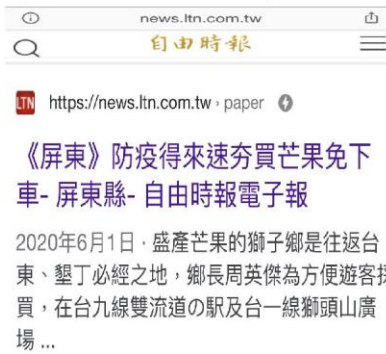 news.ltn.com.tw
自由時報
LTN https://news.ltn.com.tw › paper
《屏東》防疫得來速夯買芒果免下
車- 屏東縣- 自由時報電子報
2020年6月1日 · 盛產芒果的獅子鄉是往返台
東、墾丁必經之地，鄉長周英傑為方便遊客採
買，在台九線雙流道の駅及台一線獅頭山廣
場 ...